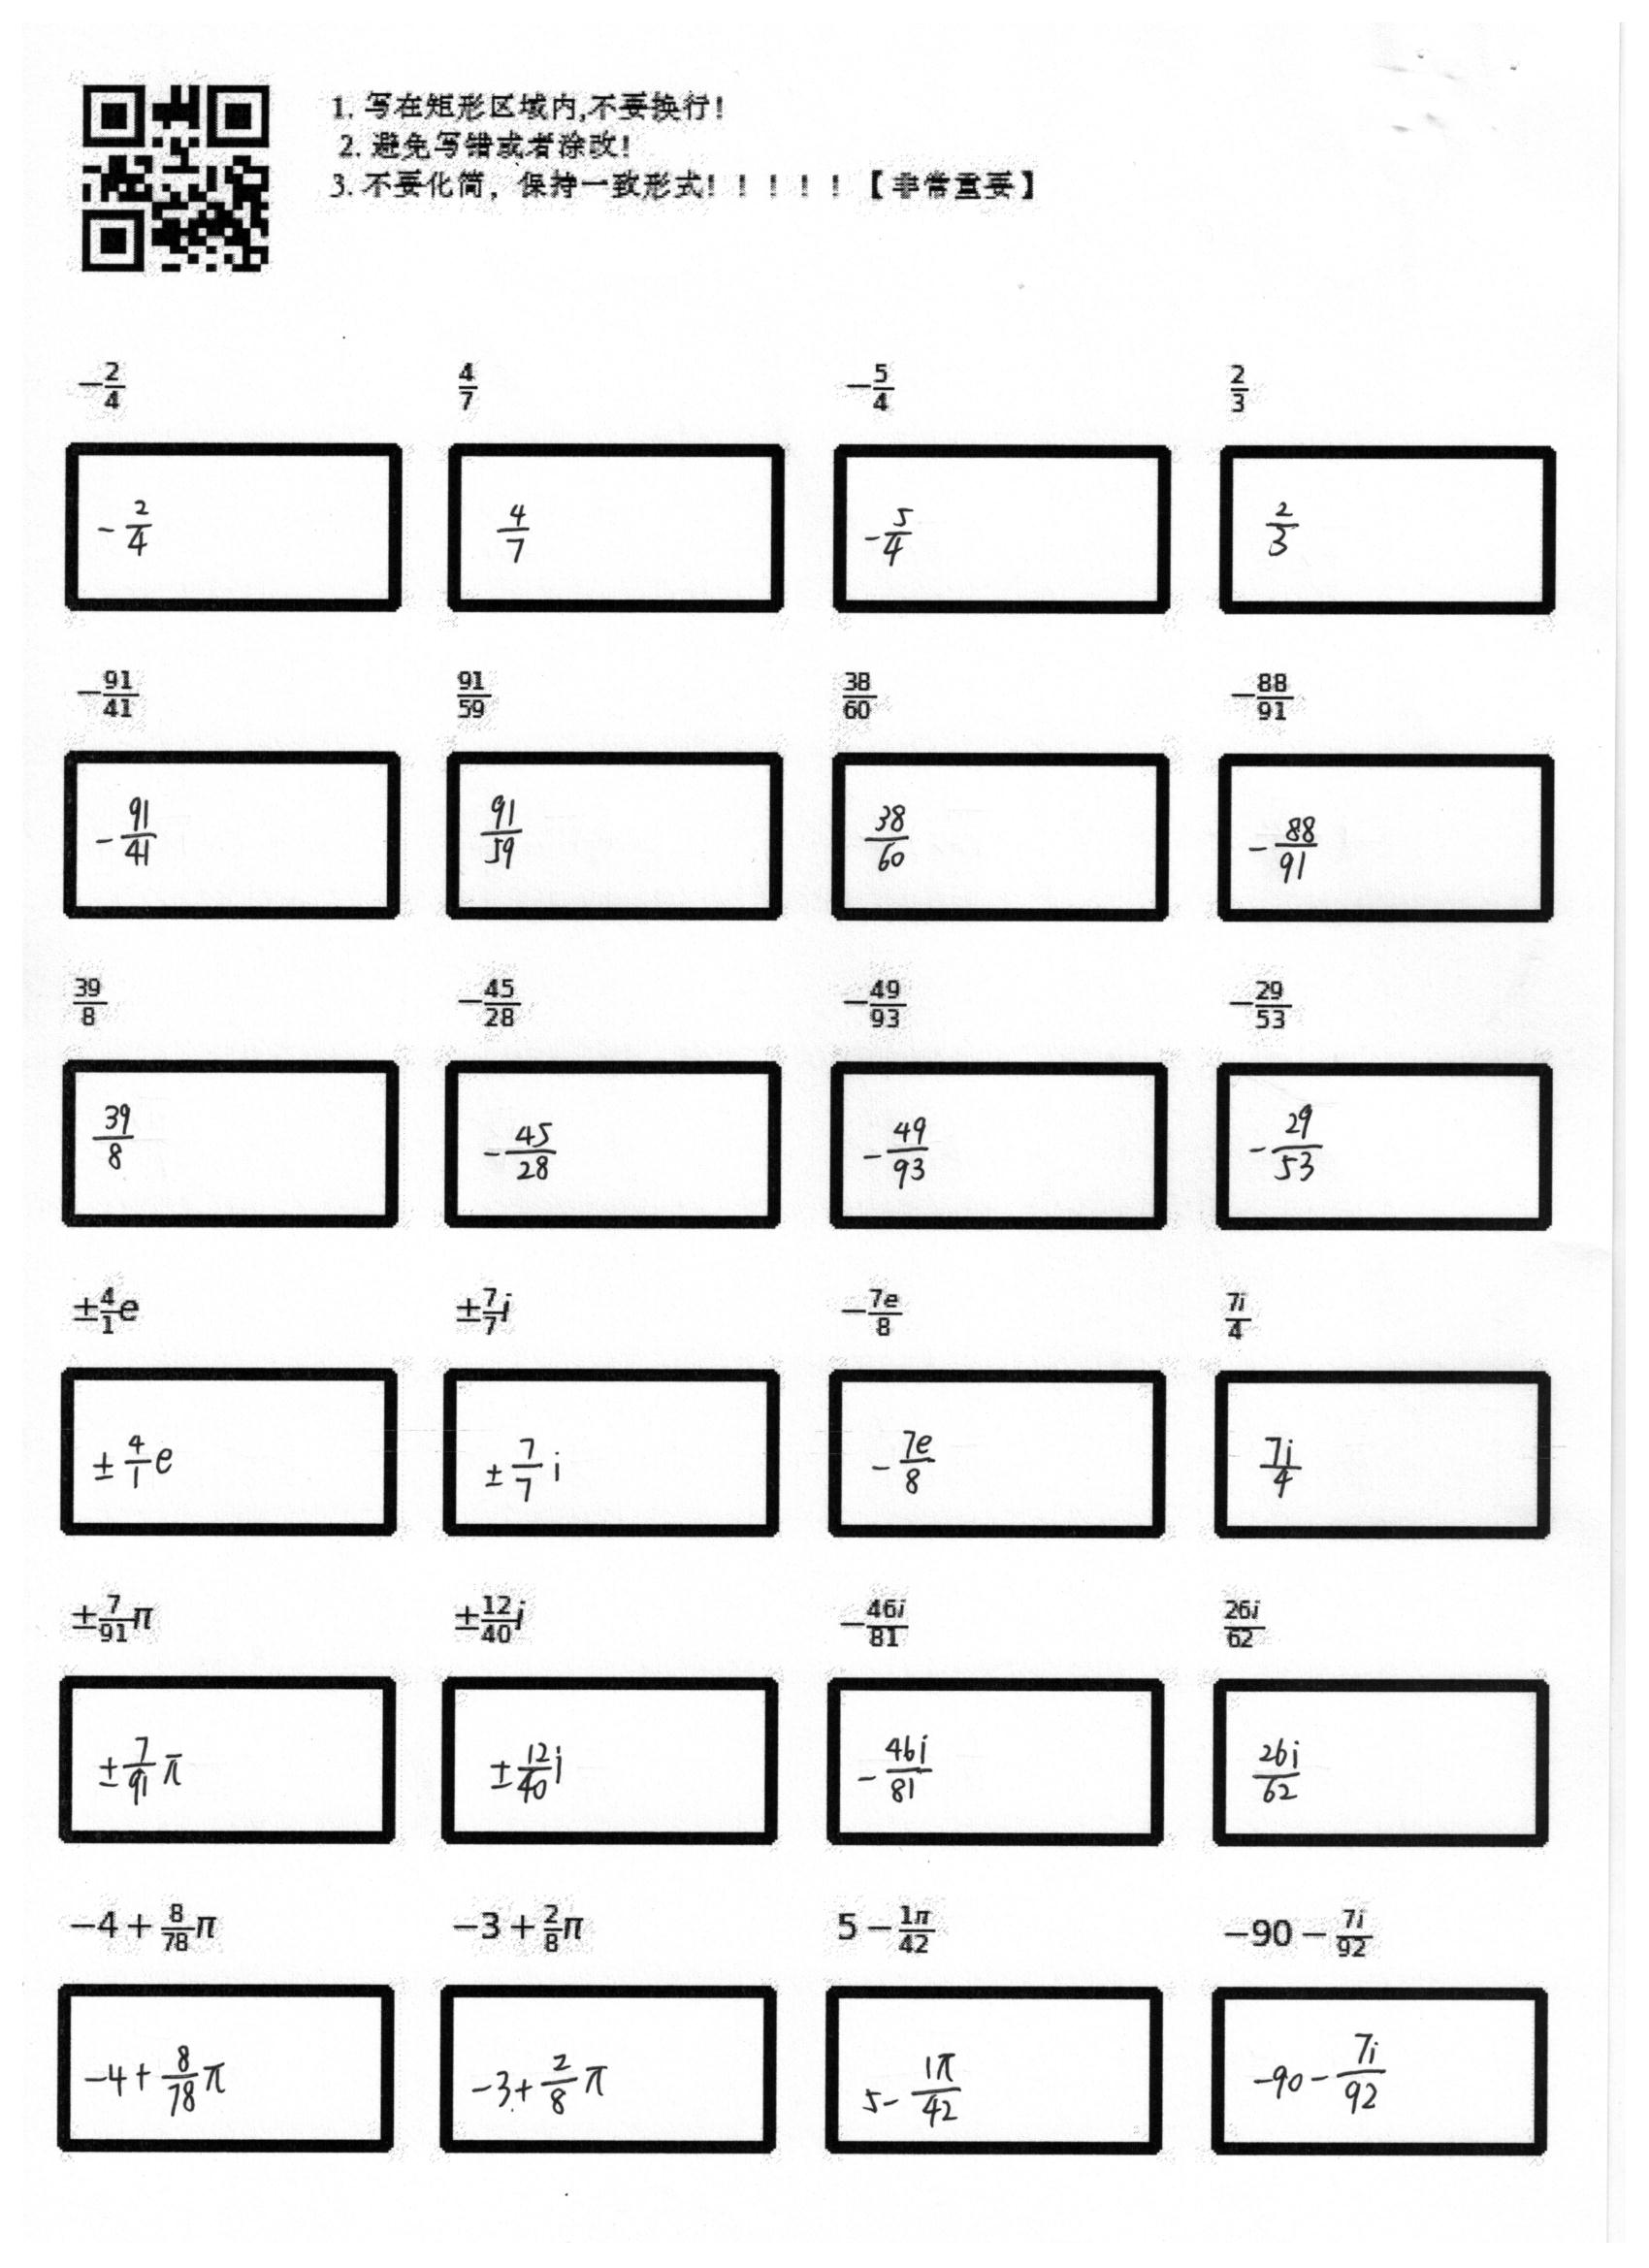 1. 写在矩形区域内,不要换行!
2. 避免写错或者涂改!
3. 不要化简，保持一致形式！！！！！【非常重要】
$-\frac{2}{4}$ $\frac{4}{7}$ $-\frac{5}{4}$ $\frac{2}{3}$
$-\frac{2}{4}$ $\frac{4}{7}$ $-\frac{5}{4}$ $\frac{2}{3}$
$-\frac{91}{41}$ $\frac{91}{59}$ $\frac{38}{60}$ $-\frac{88}{91}$
$-\frac{91}{41}$ $\frac{91}{59}$ $\frac{38}{60}$ $-\frac{88}{91}$
$\frac{39}{8}$ $-\frac{45}{28}$ $-\frac{49}{93}$ $-\frac{29}{53}$
$\frac{39}{8}$ $-\frac{45}{28}$ $-\frac{49}{93}$ $-\frac{29}{53}$
$\pm\frac{4}{1}e$ $\pm\frac{7}{7}i$ $-\frac{7e}{8}$ $\frac{7i}{4}$
$\pm\frac{4}{1}e$ $\pm\frac{7}{7}i$ $-\frac{7e}{8}$ $\frac{7i}{4}$
$\pm\frac{7}{91}\pi$ $\pm\frac{12}{40}i$ $-\frac{46i}{81}$ $\frac{26i}{62}$
$\pm\frac{7}{91}\pi$ $\pm\frac{12}{40}i$ $-\frac{46i}{81}$ $\frac{26i}{62}$
$-4+\frac{8}{78}\pi$ $-3+\frac{2}{8}\pi$ $5-\frac{1\pi}{42}$ $-90-\frac{7i}{92}$
$-4+\frac{8}{78}\pi$ $-3+\frac{2}{8}\pi$ $5-\frac{1\pi}{42}$ $-90-\frac{7i}{92}$